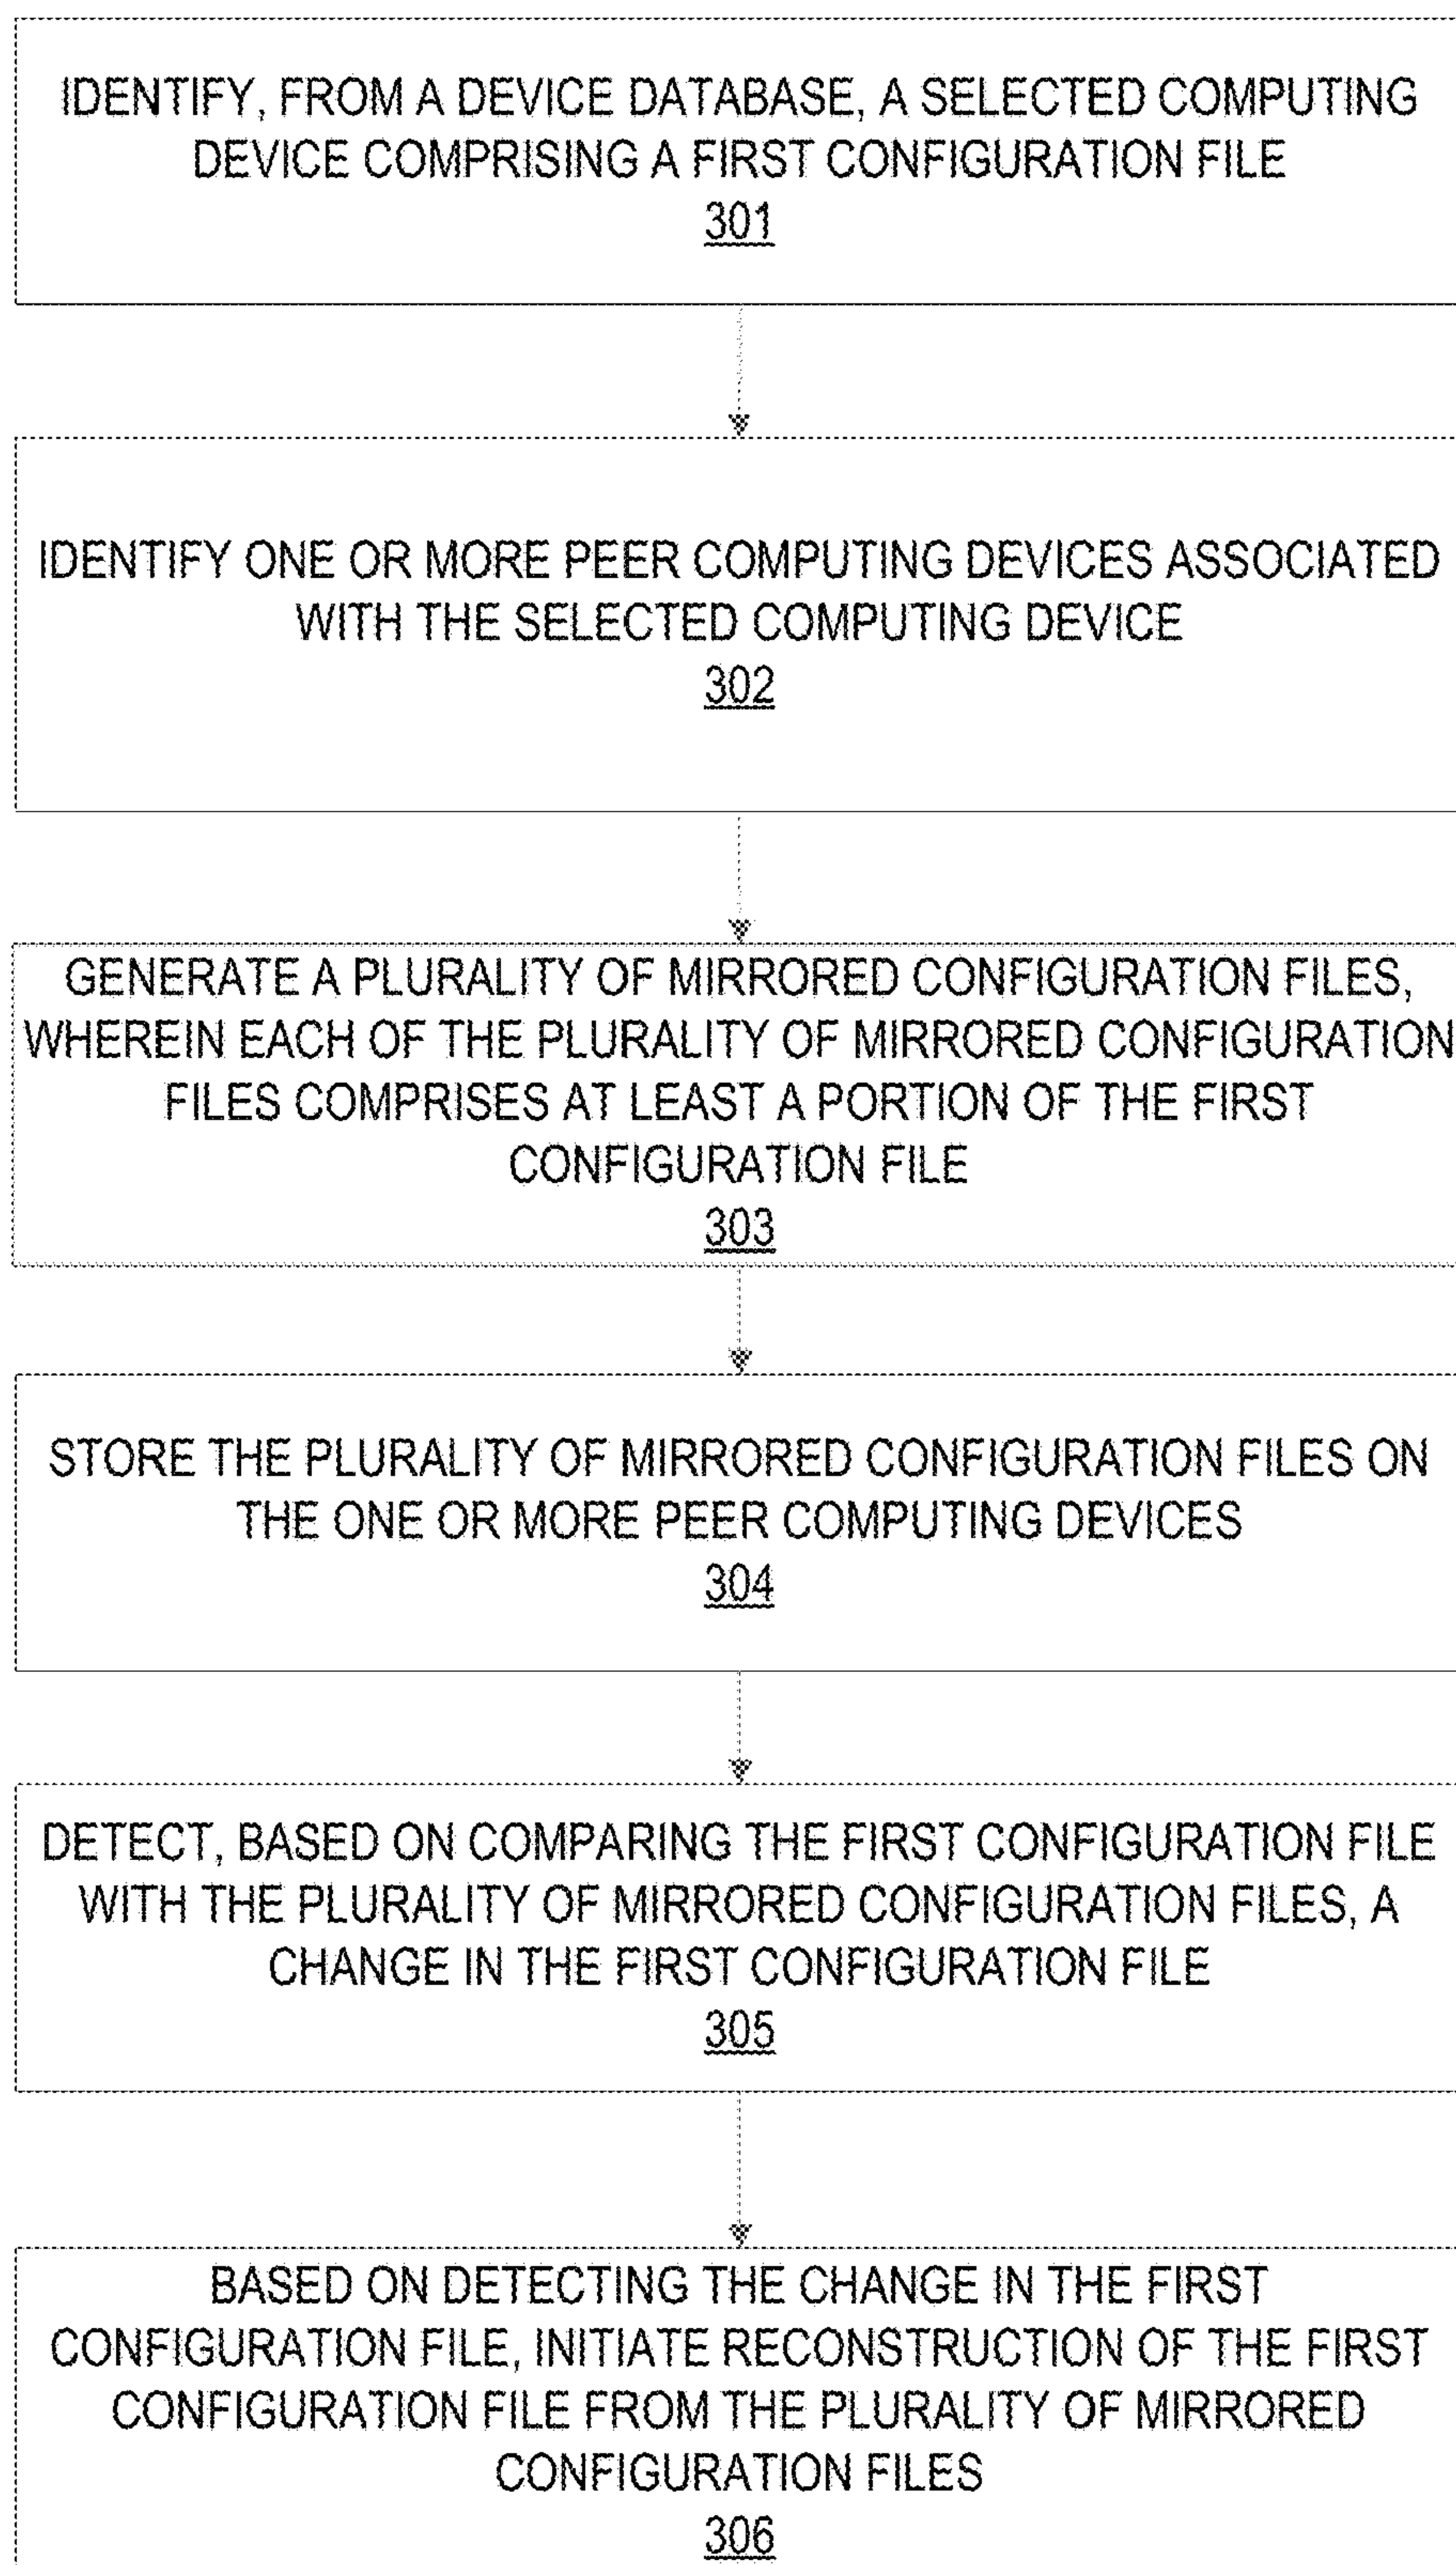 IDENTIFY, FROM A DEVICE DATABASE, A SELECTED COMPUTING
DEVICE COMPRISING A FIRST CONFIGURATION FILE
301
IDENTIFY ONE OR MORE PEER COMPUTING DEVICES ASSOCIATED
WITH THE SELECTED COMPUTING DEVICE
302
GENERATE A PLURALITY OF MIRRORED CONFIGURATION FILES,
WHEREIN EACH OF THE PLURALITY OF MIRRORED CONFIGURATION
FILES COMPRISES AT LEAST A PORTION OF THE FIRST
CONFIGURATION FILE
303
STORE THE PLURALITY OF MIRRORED CONFIGURATION FILES ON
THE ONE OR MORE PEER COMPUTING DEVICES
304
DETECT, BASED ON COMPARING THE FIRST CONFIGURATION FILE
WITH THE PLURALITY OF MIRRORED CONFIGURATION FILES, A
CHANGE IN THE FIRST CONFIGURATION FILE
305
BASED ON DETECTING THE CHANGE IN THE FIRST
CONFIGURATION FILE, INITIATE RECONSTRUCTION OF THE FIRST
CONFIGURATION FILE FROM THE PLURALITY OF MIRRORED
CONFIGURATION FILES
306